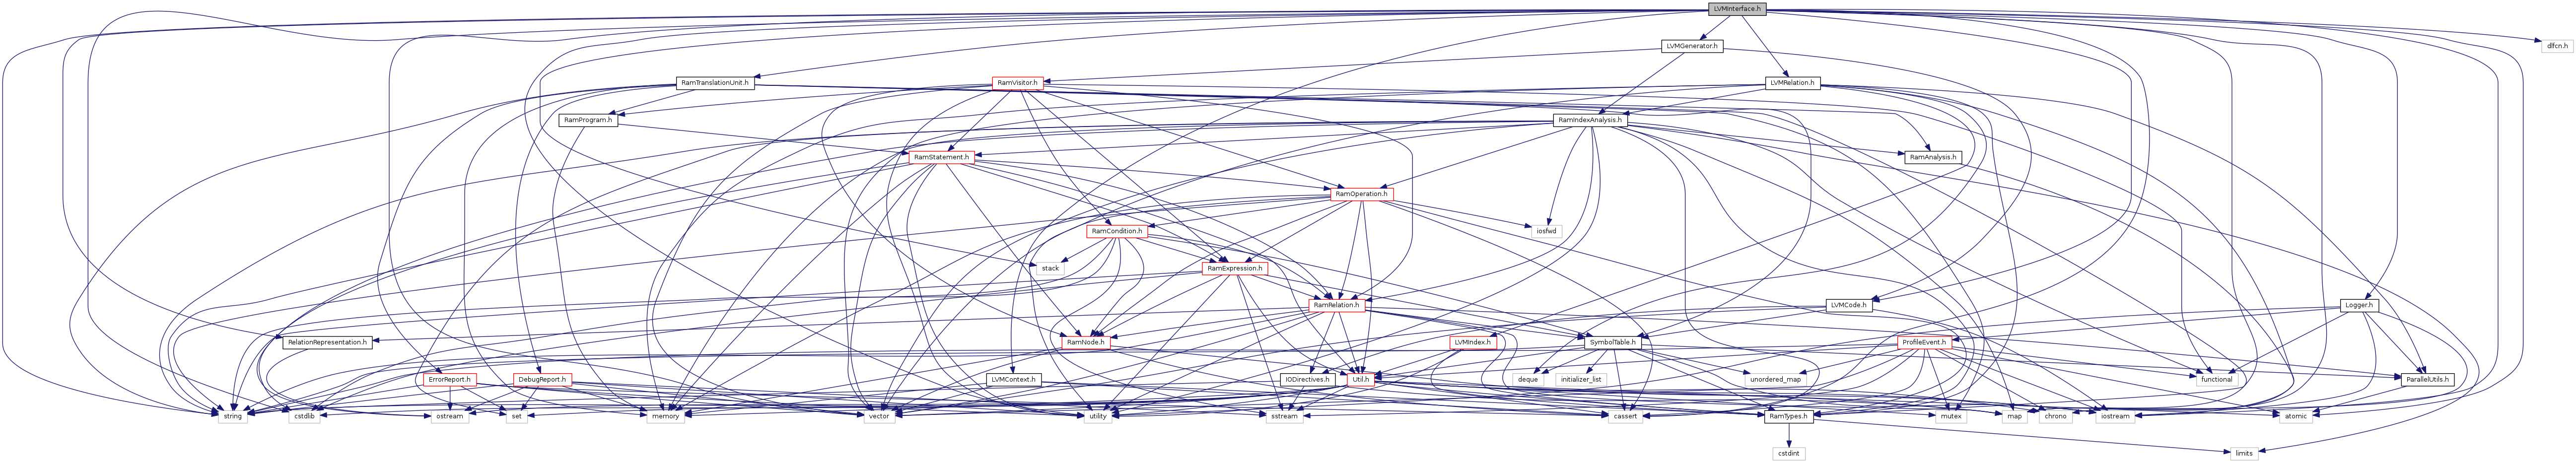 LVMInterface.h
LVMGenerator.h
dlfcn.h
RamTranslationUnit.h
RamVisitor.h
LVMRelation.h
RamProgram.h
RamIndexAnalysis.h
RamStatement.h
RamAnalysis.h
RamOperation.h
RamCondition.h
iosfwd
stack
RamExpression.h
RamRelation.h
LVMCode.h
Logger.h
RelationRepresentation.h
RamNode.h
LVMIndex.h
SymbolTable.h
ProfileEvent.h
ErrorReport.h
DebugReport.h
LVMContext.h
IODirectives.h
Util.h
deque
initializer_list
unordered_map
functional
ParallelUtils.h
string
cstdlib
ostream
set
memory
vector
utility
sstream
cassert
RamTypes.h
mutex
map
chrono
iostream
atomic
cstdint
limits